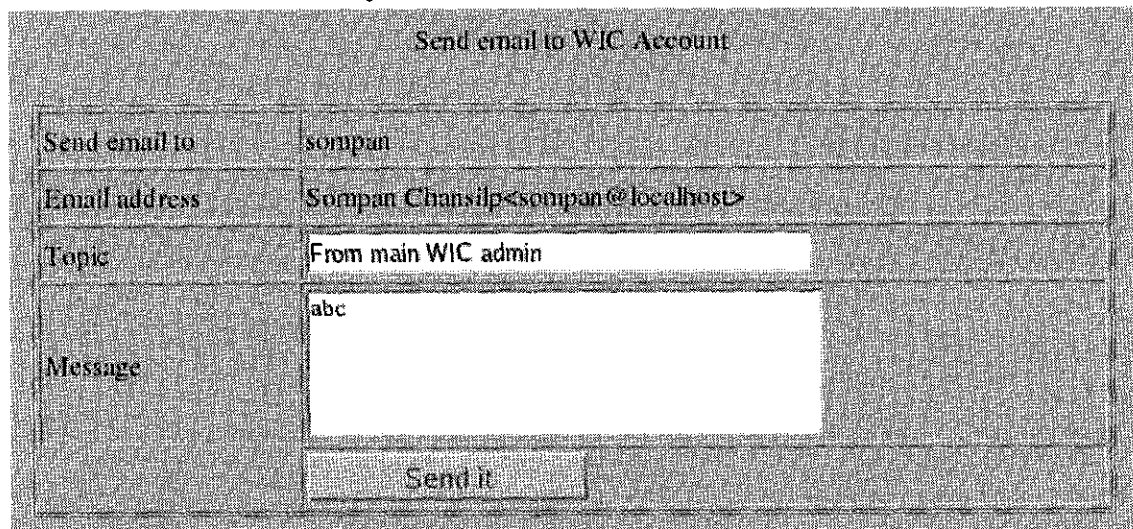 Send email to WIC Account
Send email to sompan
Email address Sompan Chansilp<sompan@localhost>
Topic From main WIC admin
Message abc
Send it